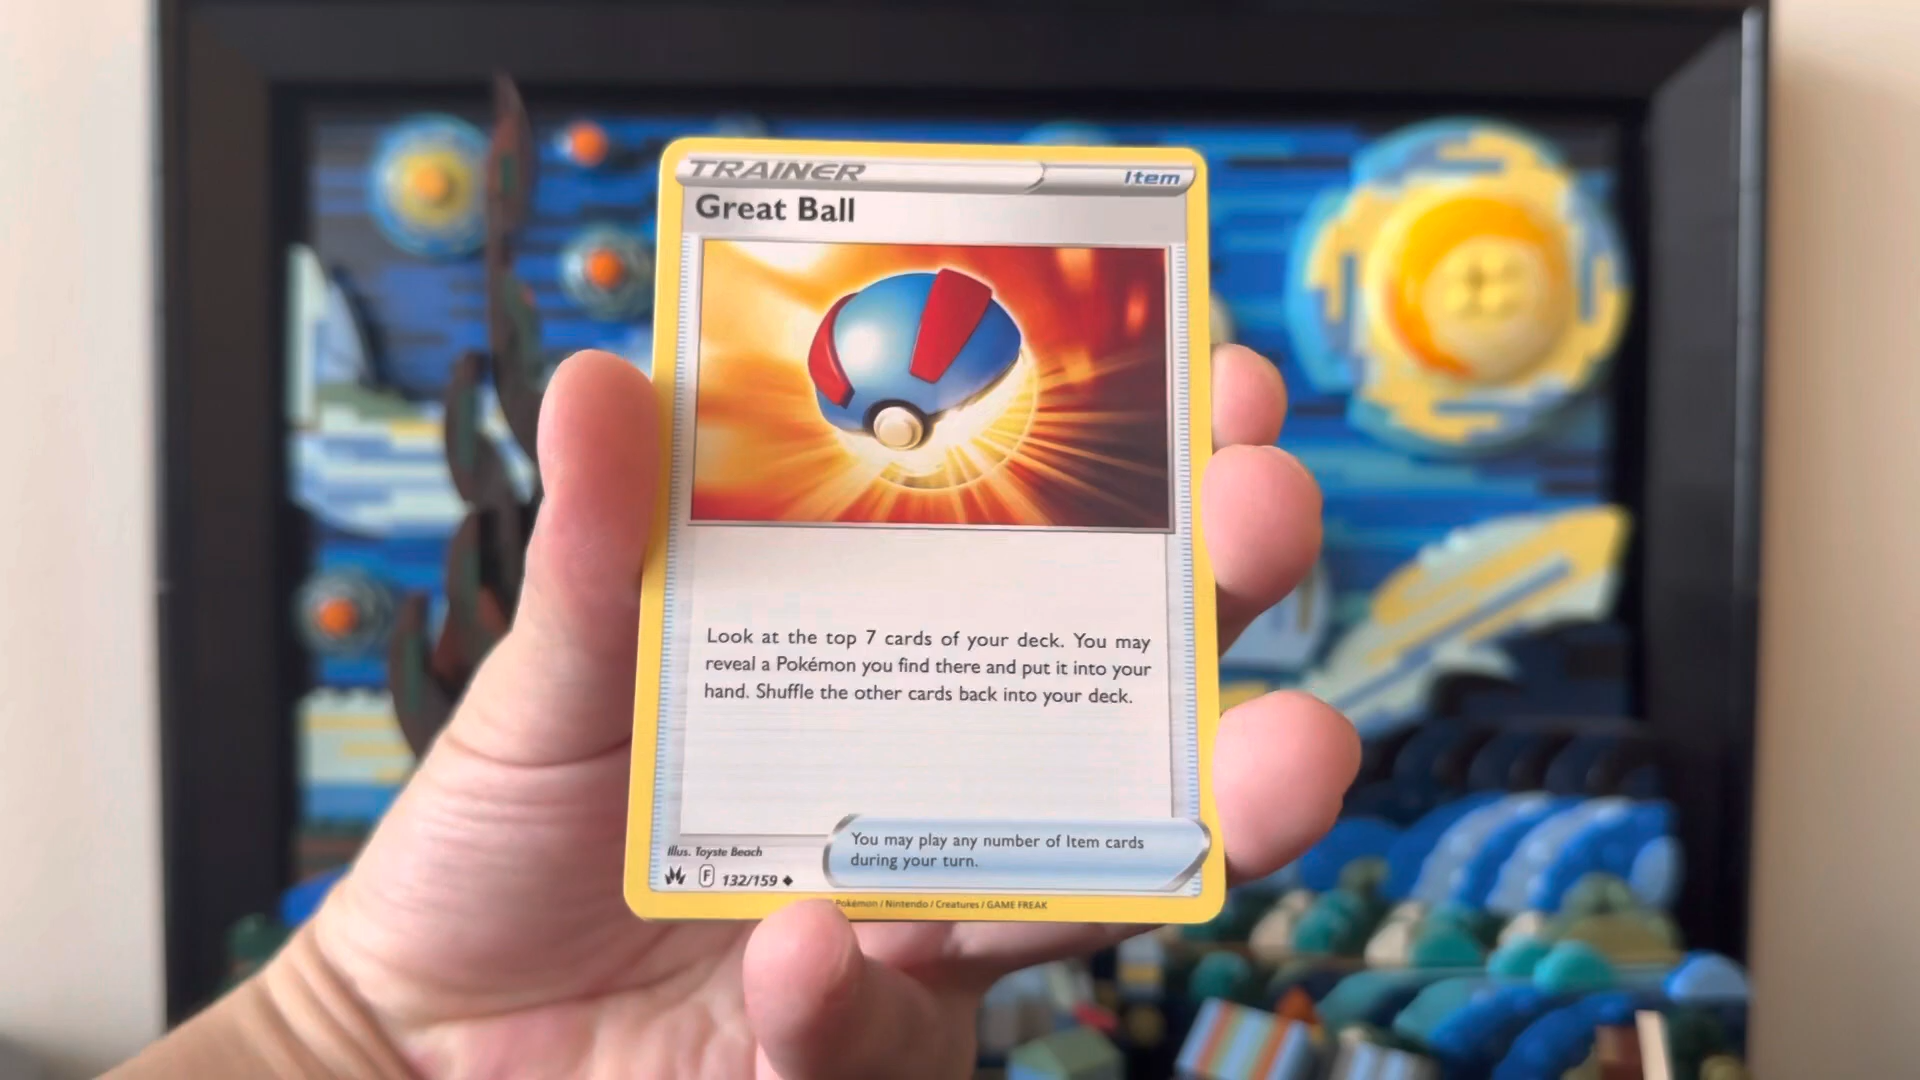 TRAINER
Item
Great Ball
Look at the top 7 cards of your deck. You may
reveal a Pokémon you find there and put it into your
hand. Shuffle the other cards back into your deck.
You may play any number of Item cards
during your turn.
Illus. Toyste Beach
F 132/159
Pokémon / Nintendo / Creatures / GAME FREAK